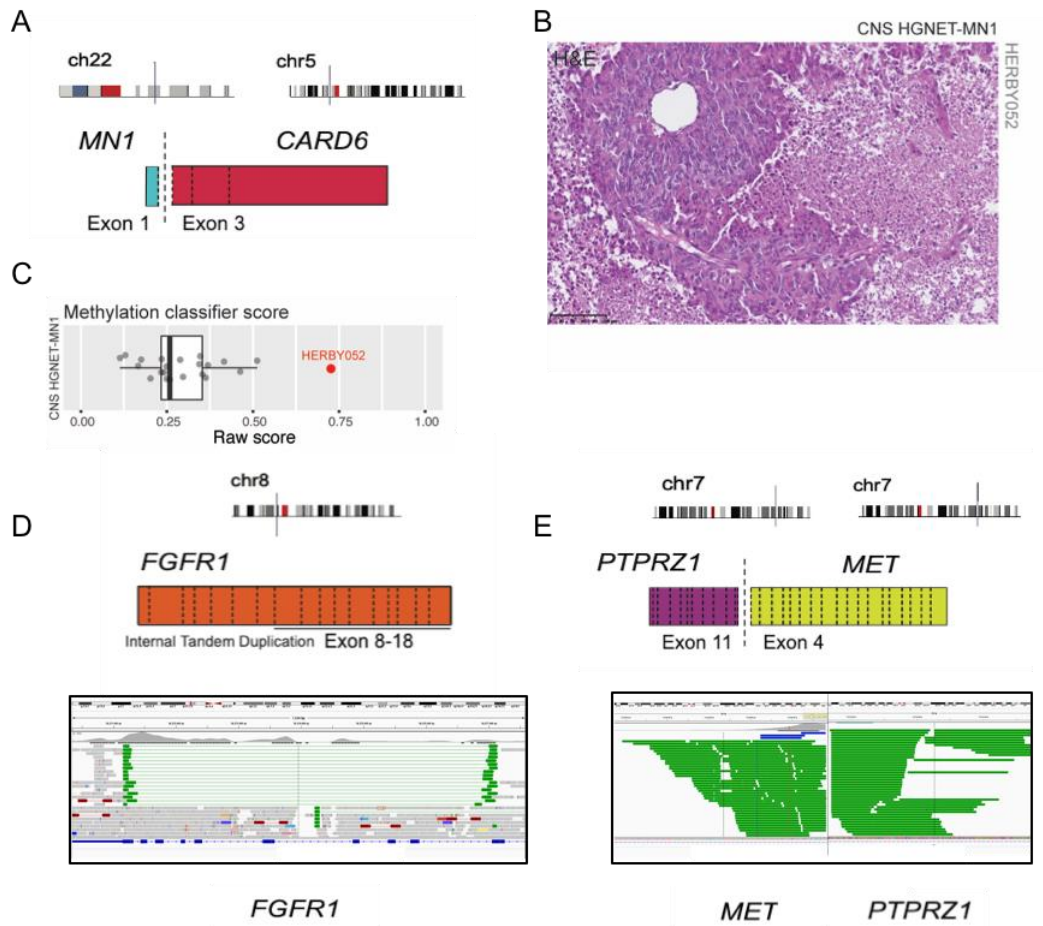 A
ch22 chr5
MN1 CARD6
Exon 1 Exon 3
B
CNS HGNET-MN1
H&E
HERBY052
C
Methylation classifier score
CNS HGNET-MN1
HERBY052
0.00 0.25 0.50 0.75 1.00
Raw score
D
chr8
FGFR1
Internal Tandem Duplication Exon 8-18
FGFR1
E
chr7 chr7
PTPRZ1 MET
Exon 11 Exon 4
MET PTPRZ1